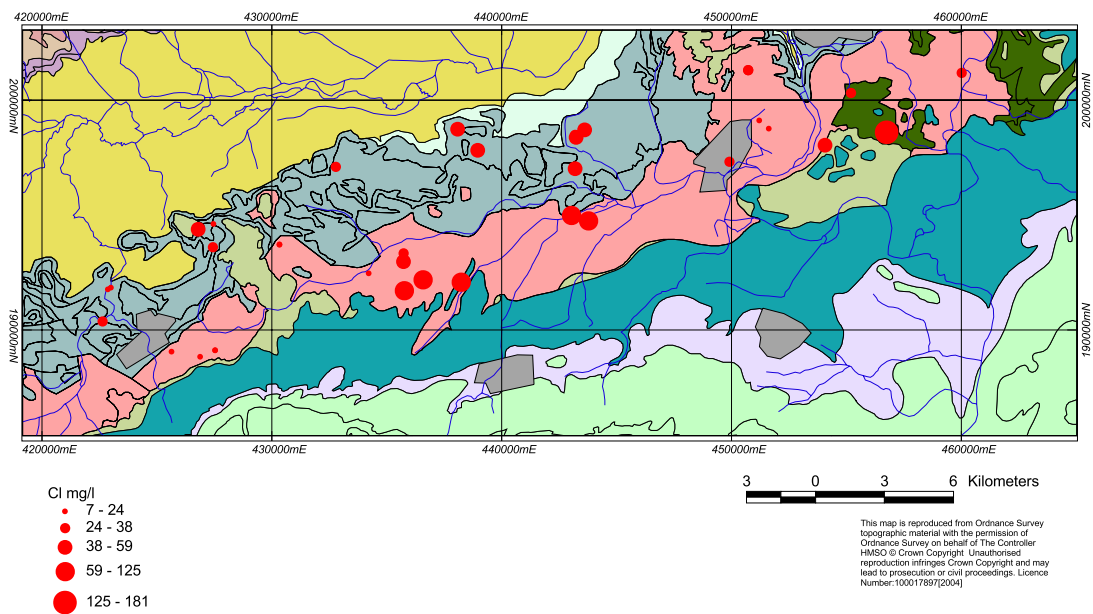 420000mE 430000mE 440000mE 450000mE 460000mE
200000mN 200000mN
190000mN 190000mN
420000mE 430000mE 440000mE 450000mE 460000mE
3 0 3 6 Kilometers
Cl mg/l
7 - 24
24 - 38
38 - 59
59 - 125
125 - 181
This map is reproduced from Ordnance Survey
topographic material with the permission of
Ordnance Survey on behalf of The Controller
HMSO © Crown Copyright Unauthorised
reproduction infringes Crown Copyright and may
lead to prosecution or civil proceedings. Licence
Number:100017897[2004]